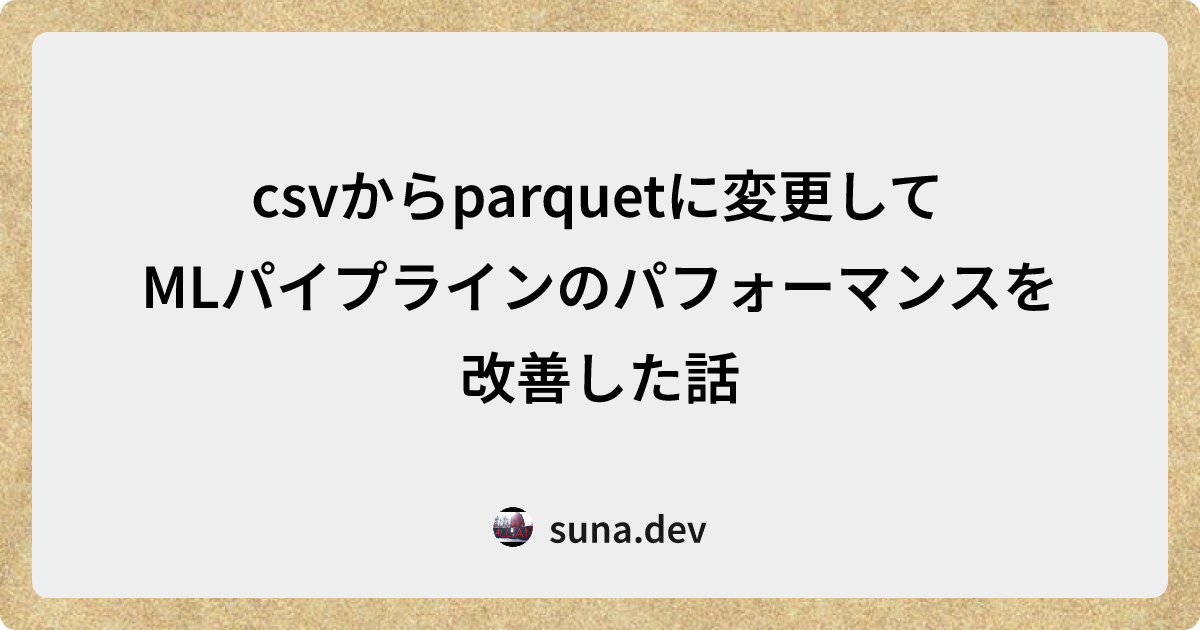 csvからparquetに変更して
MLパイプラインのパフォーマンスを
改善した話
suna.dev